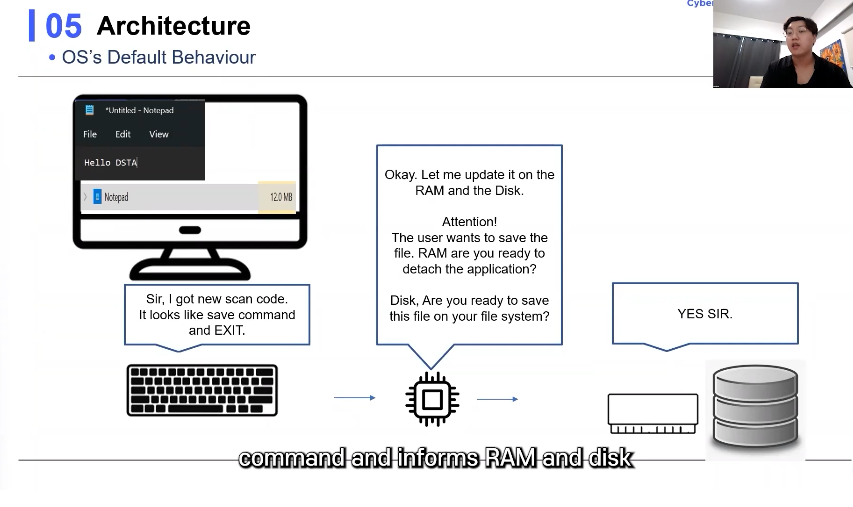 05 Architecture
Cyber
• OS's Default Behaviour
*Untitled - Notepad
File Edit View
Hello DSTA
Notepad 12.0 MB
Okay. Let me update it on the
RAM and the Disk.
Attention!
The user wants to save the
file. RAM are you ready to
detach the application?
Disk, Are you ready to save
this file on your file system?
Sir, I got new scan code.
It looks like save command
and EXIT.
YES SIR.
command and informs RAM and disk